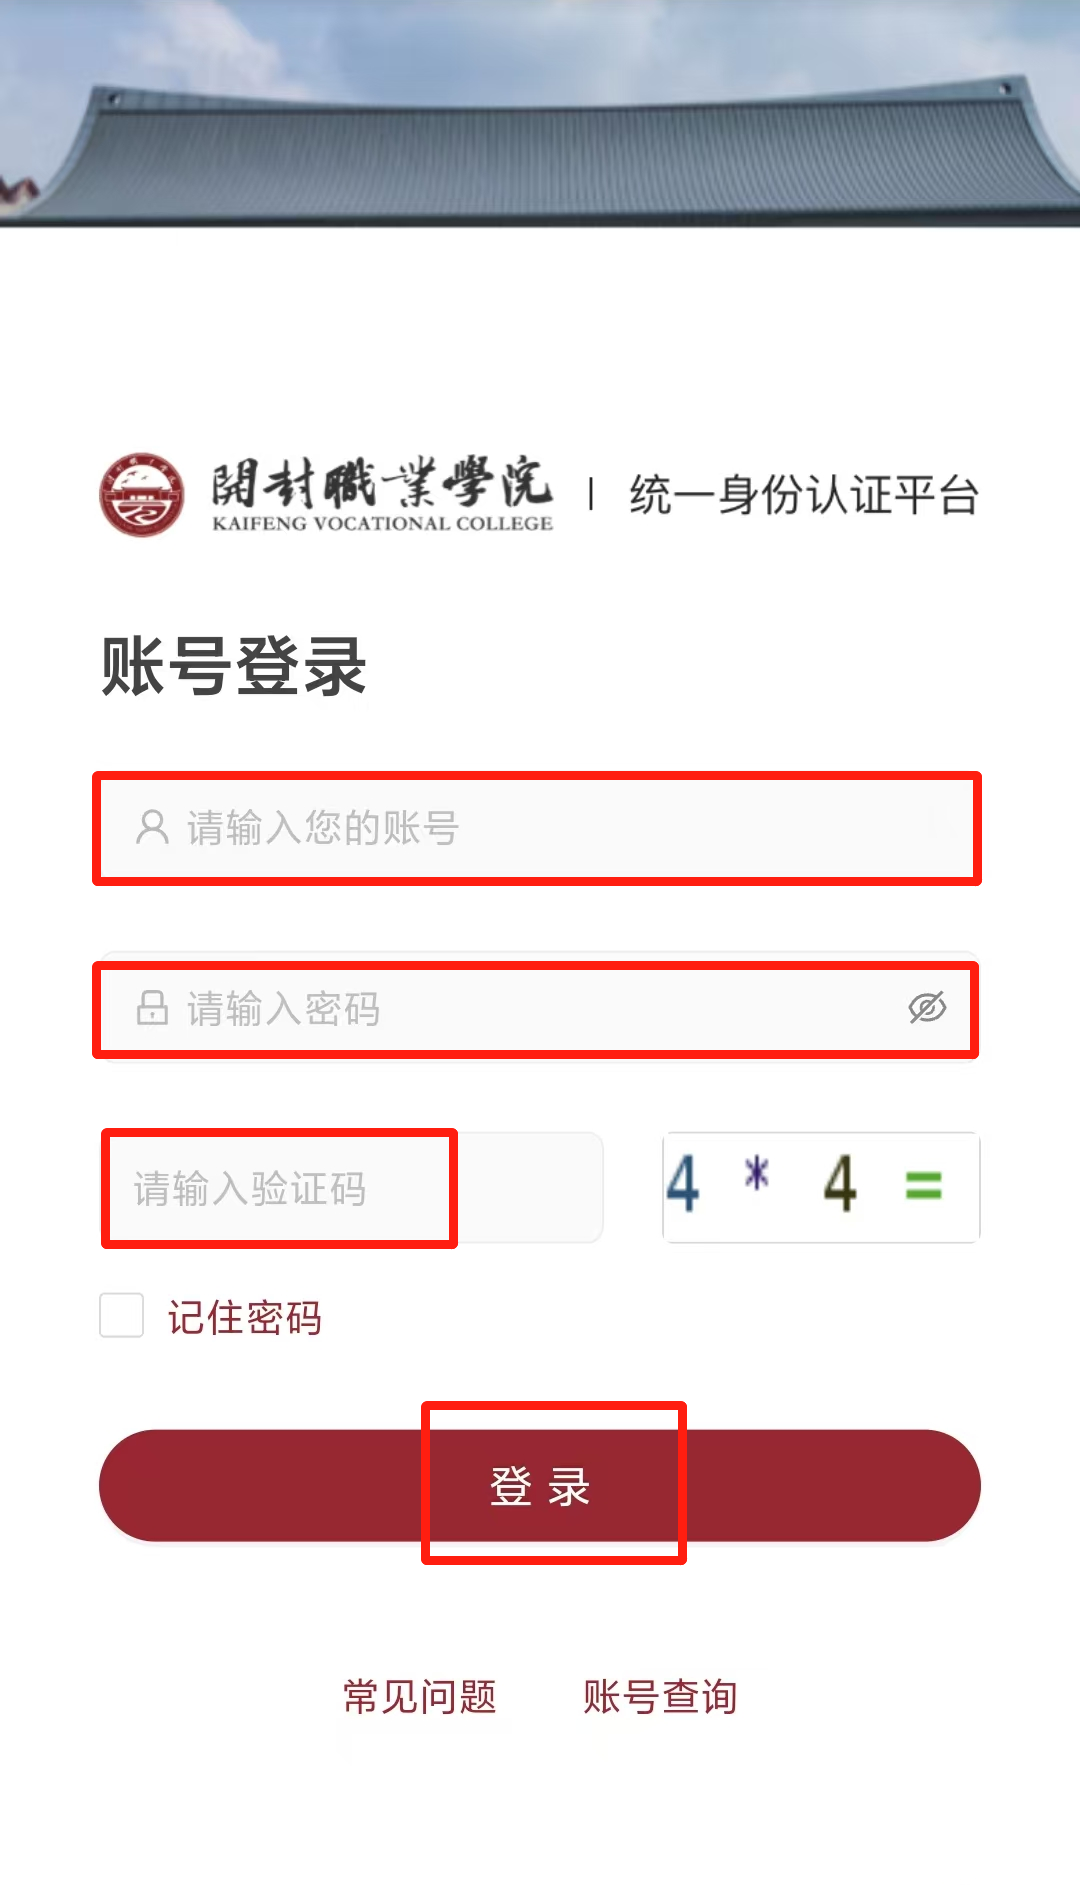 開封職業學院
KAIFENG VOCATIONAL COLLEGE
统一身份认证平台
账号登录
请输入您的账号
请输入密码
请输入验证码
4 * 4 =
记住密码
登 录
常见问题 账号查询